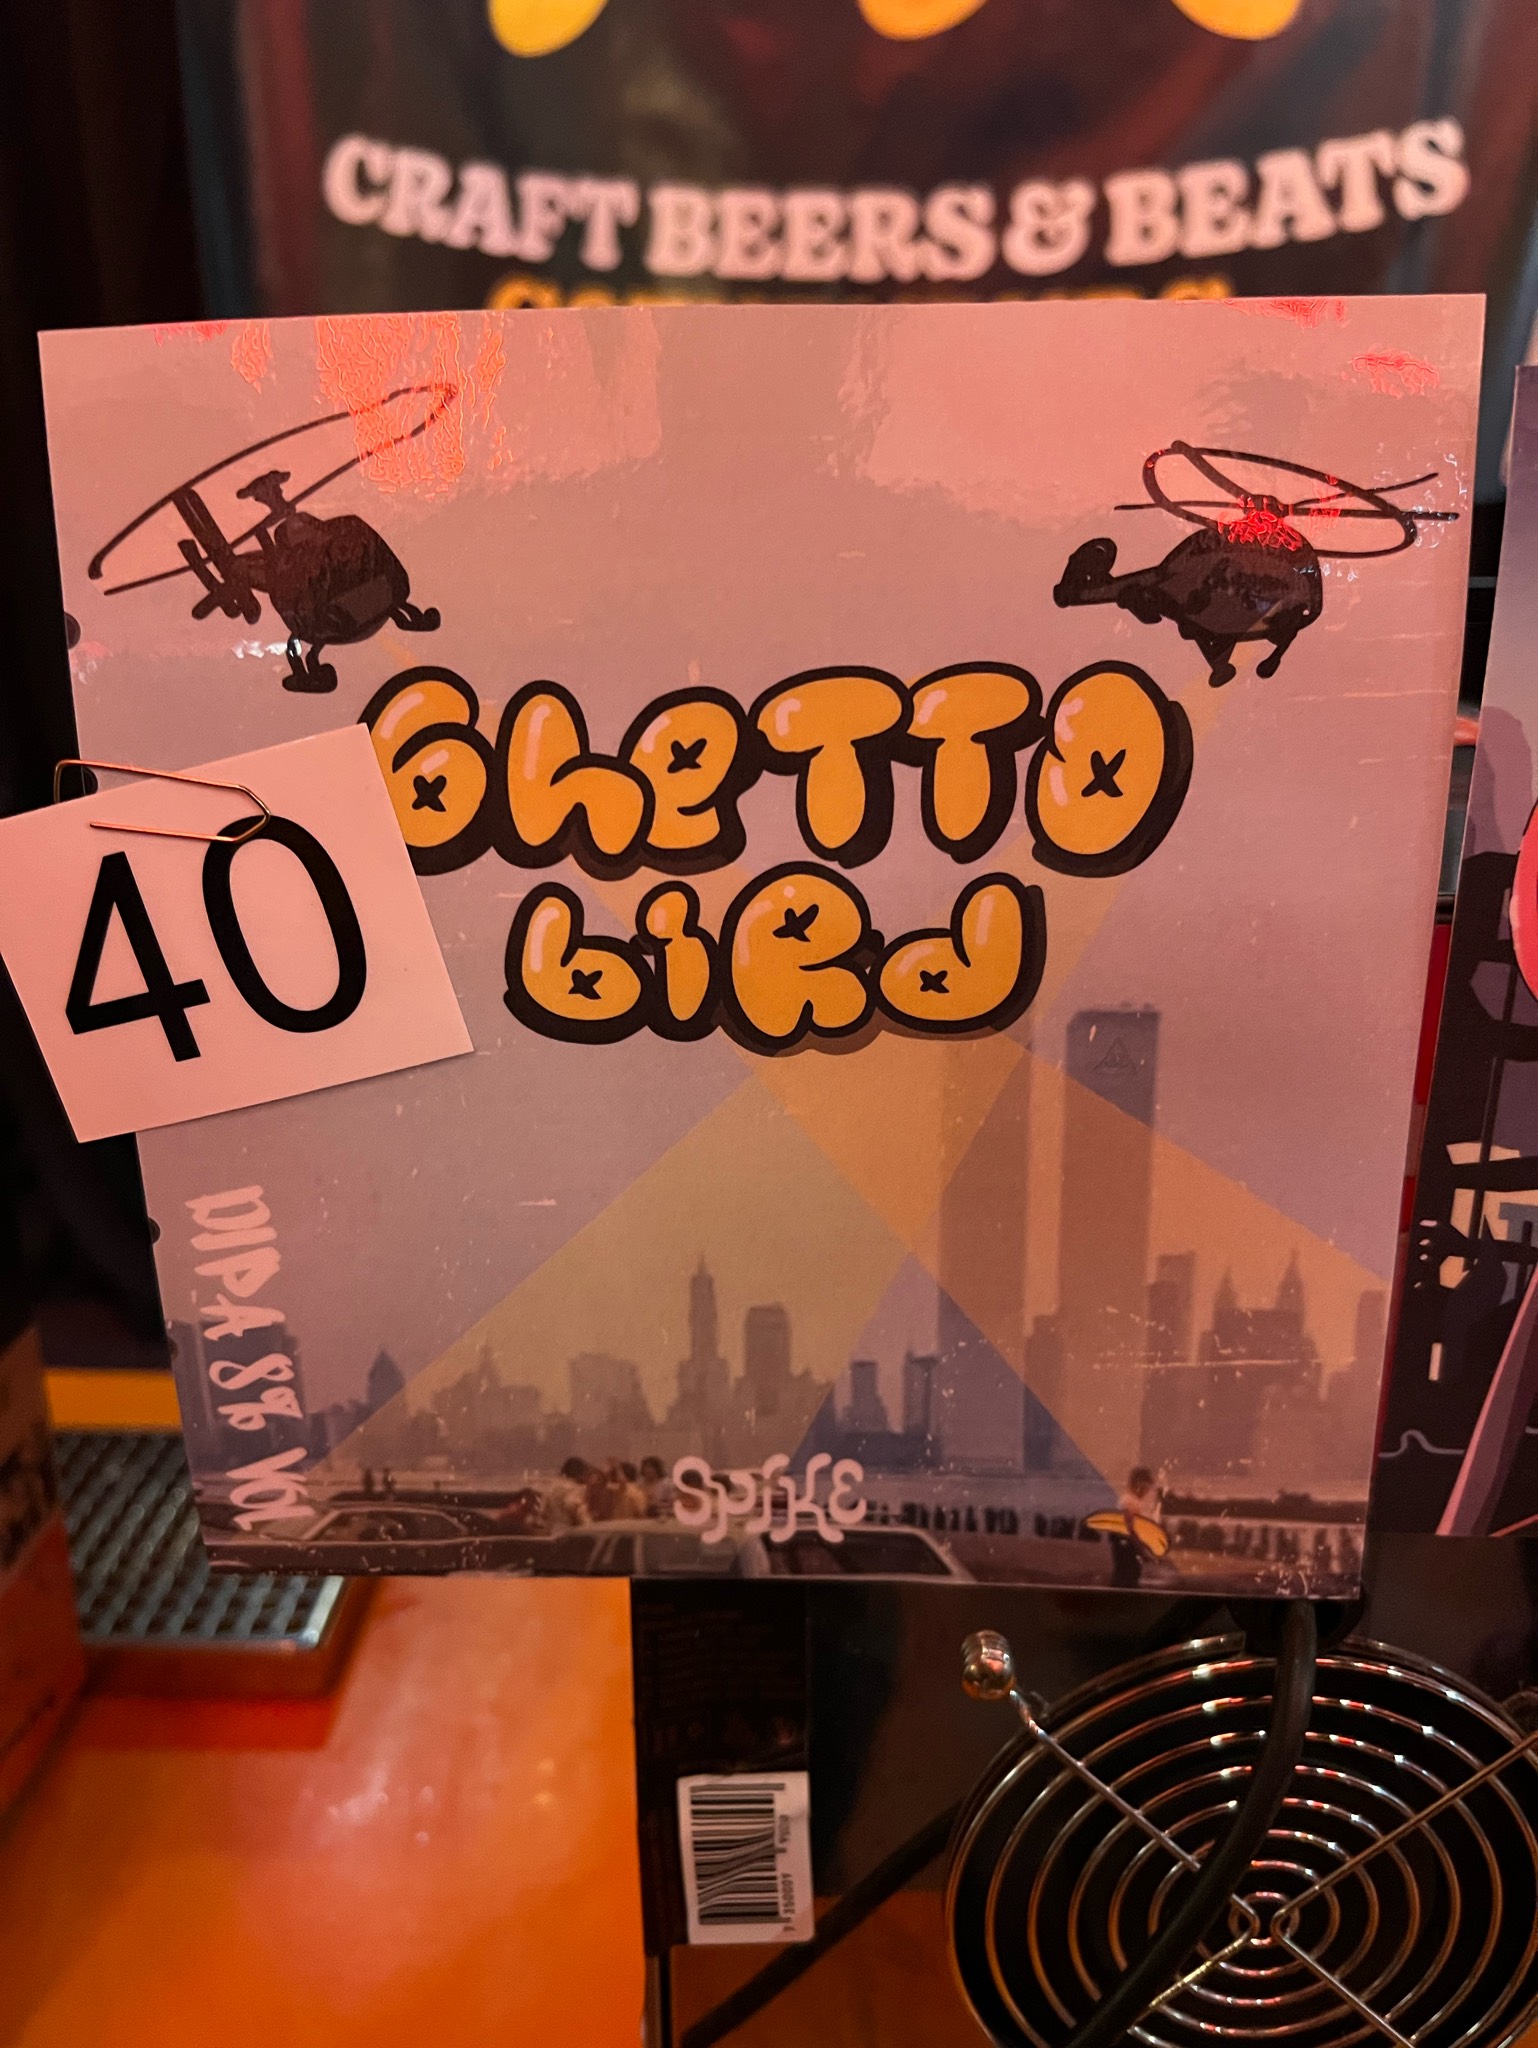 CRAFT BEERS & BEATS
GHeTTO
biRd
40
DIPA 8% VOL
SPiKE